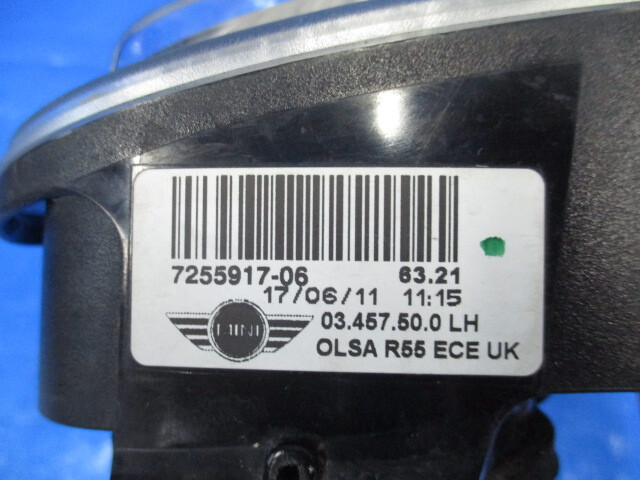 7255917-06 63.21
17/06/11 11:15
MINI 03.457.50.0 LH
OLSA R55 ECE UK